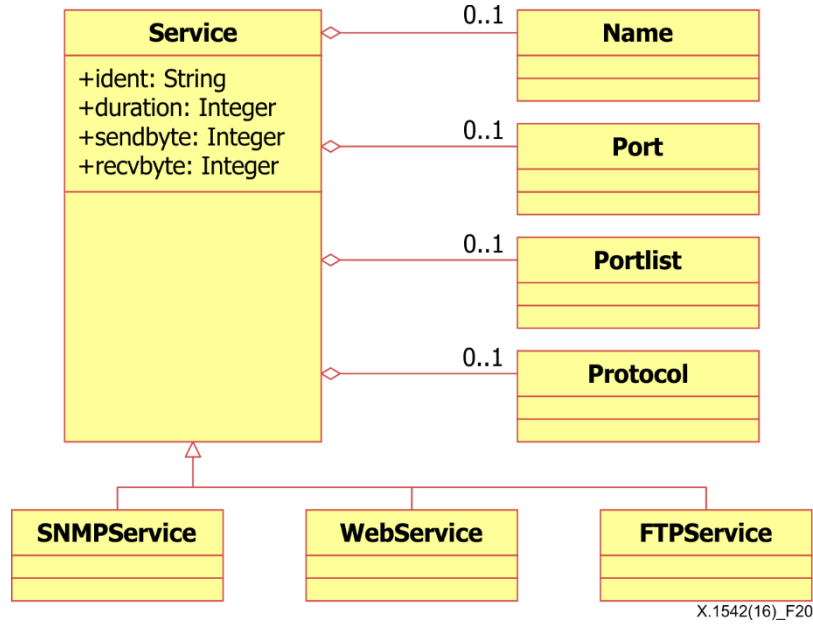 Service
+ident: String
+duration: Integer
+sendbyte: Integer
+recvbyte: Integer
0..1
Name
0..1
Port
0..1
Portlist
0..1
Protocol
SNMPService
WebService
FTPService
X.1542(16)_F20